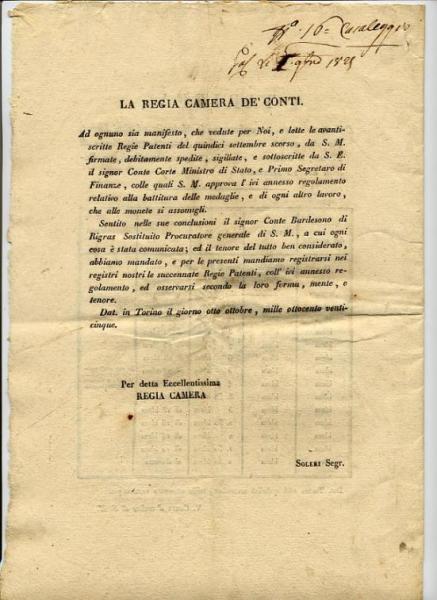 N.° 16 = Casaleggio
1825
LA REGIA CAMERA DE' CONTI.
Ad ognuno sia manifesto, che vedute per Noi, e lette le avanti-
scritte Regie Patenti del quindici settembre scorso, da S. M.
firmate, debitamente spedite, sigillate, e sottoscritte da S. E.
il signor Conte Corte Ministro di Stato, e Primo Segretaro di
Finanze, colle quali S. M. approva l' ivi annesso regolamento
relativo alla battitura delle medaglie, e di ogni altro lavoro,
che alle monete si assomigli.
Sentito nelle sue conclusioni il signor Conte Bardesono di
Rigras Sostituito Procuratore generale di S. M., a cui ogni
cosa è stata comunicata; ed il tenore del tutto ben considerato,
abbiamo mandato, e per le presenti mandiamo registrarsi nei
registri nostri le succennate Regie Patenti, coll' ivi annesso re-
golamento, ed osservarsi secondo la loro forma, mente, e
tenore.
Dat. in Torino il giorno otto ottobre, mille ottocento venti-
cinque.
Per detta Eccellentissima
REGIA CAMERA
SOLERI Segr.